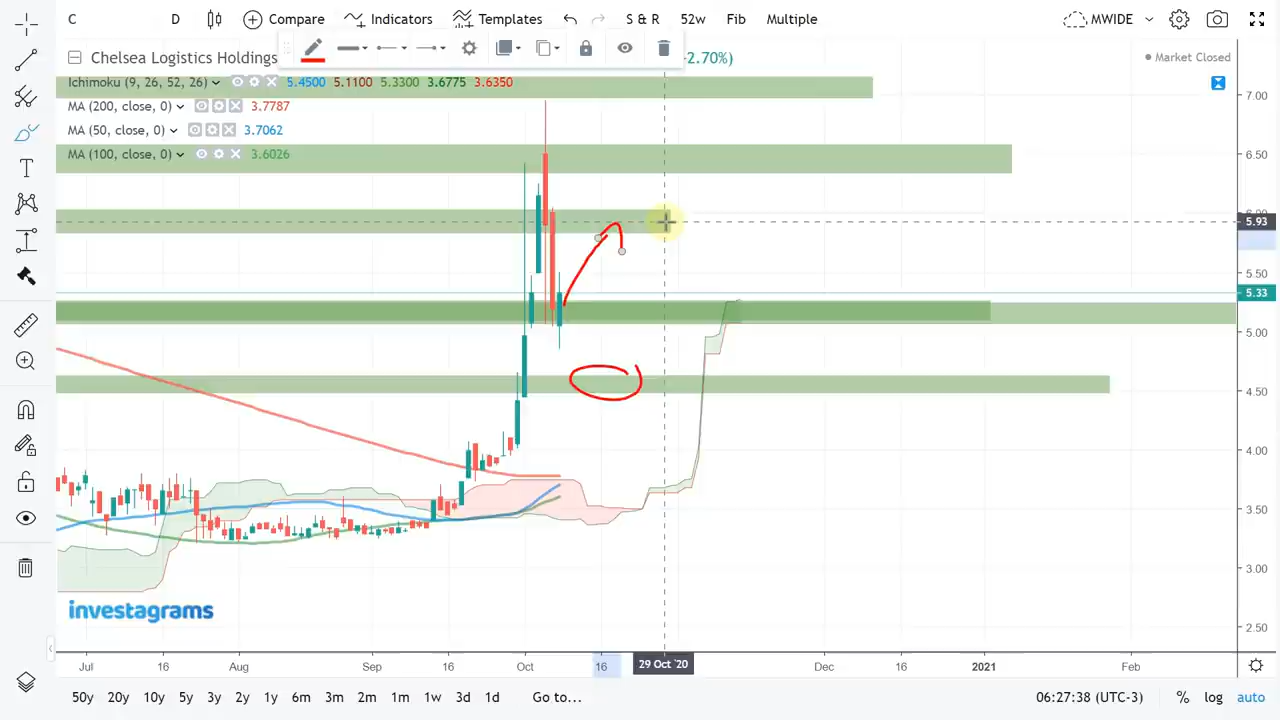 C D Compare Indicators Templates S & R 52w Fib Multiple MWIDE
Chelsea Logistics Holdings -2.70%) Market Closed
Ichimoku (9, 26, 52, 26) 5.4500 5.1100 5.3300 3.6775 3.6350
MA (200, close, 0) 3.7787
MA (50, close, 0) 3.7062
MA (100, close, 0) 3.6026
7.00
6.50
6.00
5.93
5.50
5.33
5.00
4.50
4.00
3.50
3.00
2.50
investagrams
Jul 16 Aug Sep 16 Oct 16 29 Oct '20 Dec 16 2021 Feb
50y 20y 10y 5y 3y 2y 1y 6m 3m 2m 1m 1w 3d 1d Go to... 06:27:38 (UTC-3) % log auto